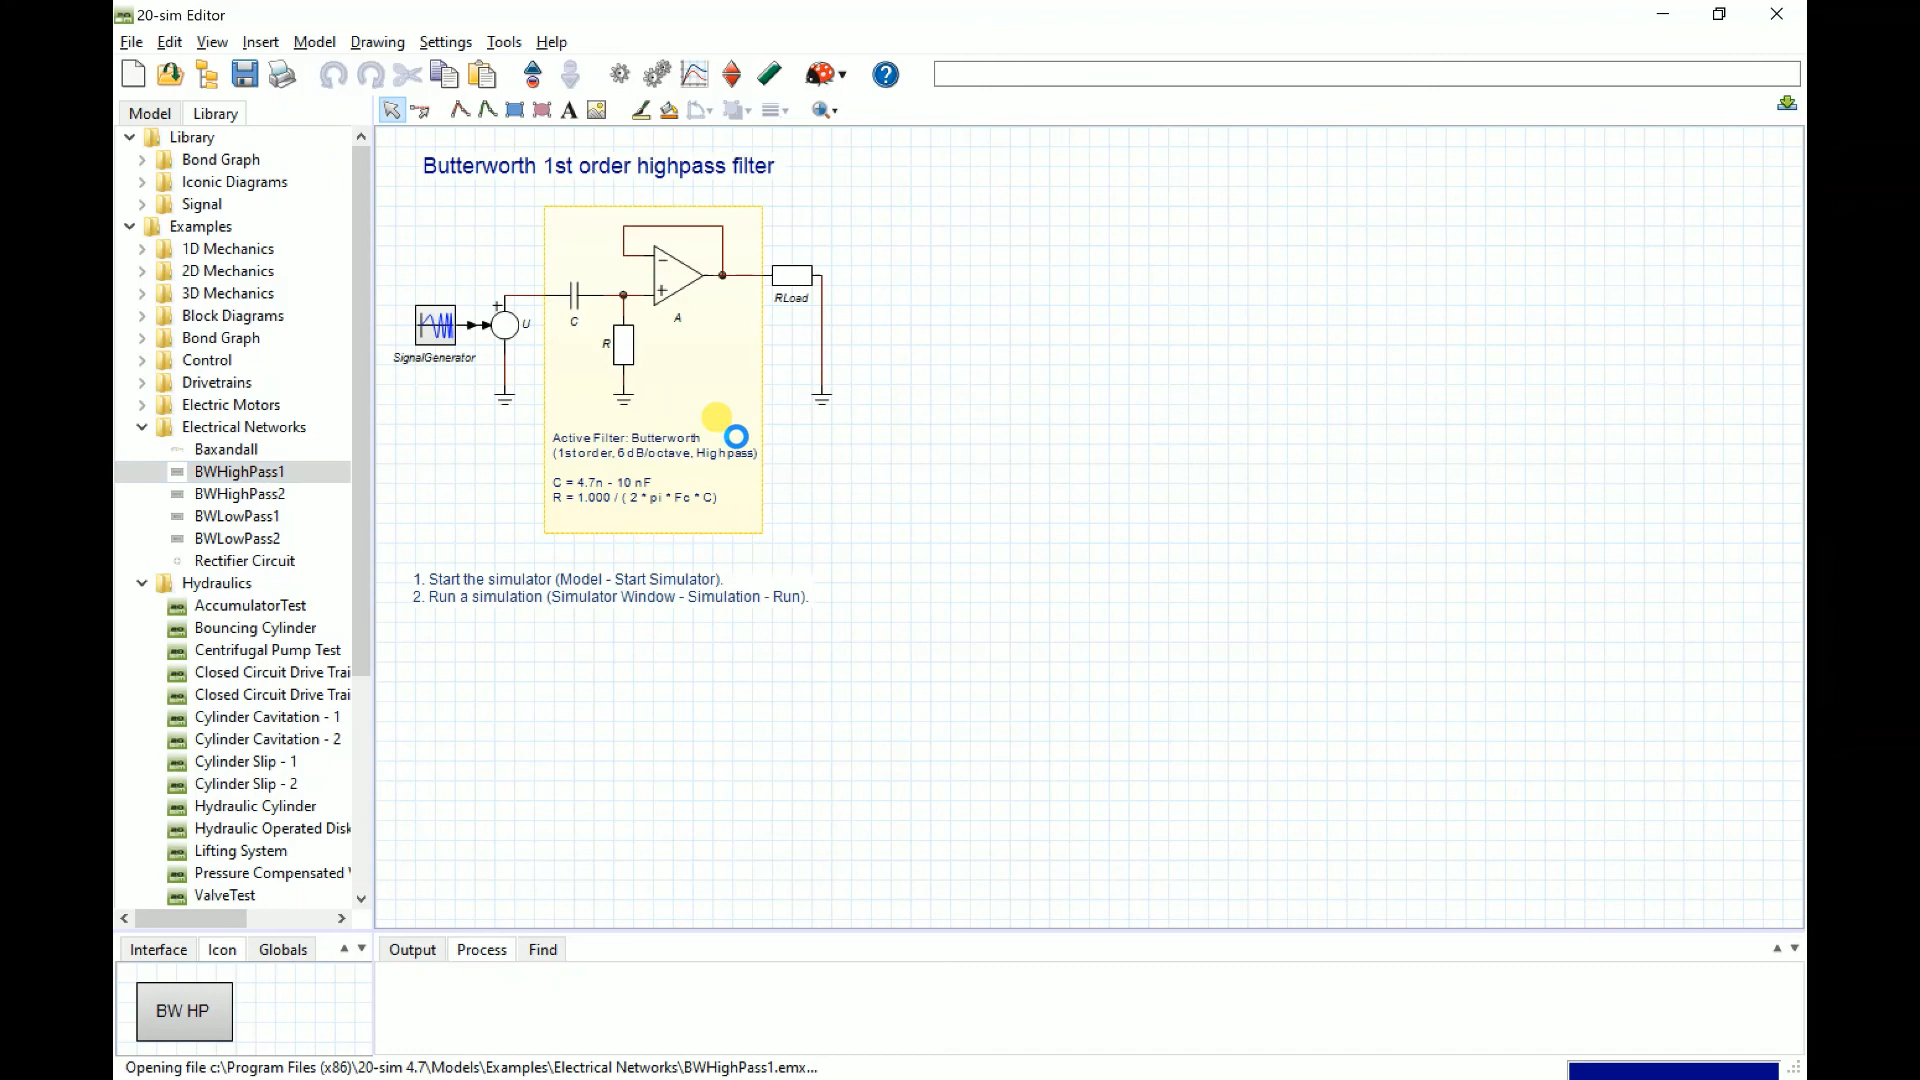 20-sim Editor
File Edit View Insert Model Drawing Settings Tools Help
Model Library
Library
Bond Graph
Iconic Diagrams
Signal
Examples
1D Mechanics
2D Mechanics
3D Mechanics
Block Diagrams
Bond Graph
Control
Drivetrains
Electric Motors
Electrical Networks
Baxandall
BWHighPass1
BWHighPass2
BWLowPass1
BWLowPass2
Rectifier Circuit
Hydraulics
AccumulatorTest
Bouncing Cylinder
Centrifugal Pump Test
Closed Circuit Drive Trai
Closed Circuit Drive Trai
Cylinder Cavitation - 1
Cylinder Cavitation - 2
Cylinder Slip - 1
Cylinder Slip - 2
Hydraulic Cylinder
Hydraulic Operated Disk
Lifting System
Pressure Compensated V
ValveTest
Butterworth 1st order highpass filter
SignalGenerator
+
U
C
R
−
+
A
RLoad
Active Filter: Butterworth
(1st order, 6 dB/octave, Highpass)
C = 4.7n - 10 nF
R = 1.000 / ( 2 * pi * Fc * C)
1. Start the simulator (Model - Start Simulator).
2. Run a simulation (Simulator Window - Simulation - Run).
Interface Icon Globals
BW HP
Output Process Find
Opening file c:\Program Files (x86)\20-sim 4.7\Models\Examples\Electrical Networks\BWHighPass1.emx...